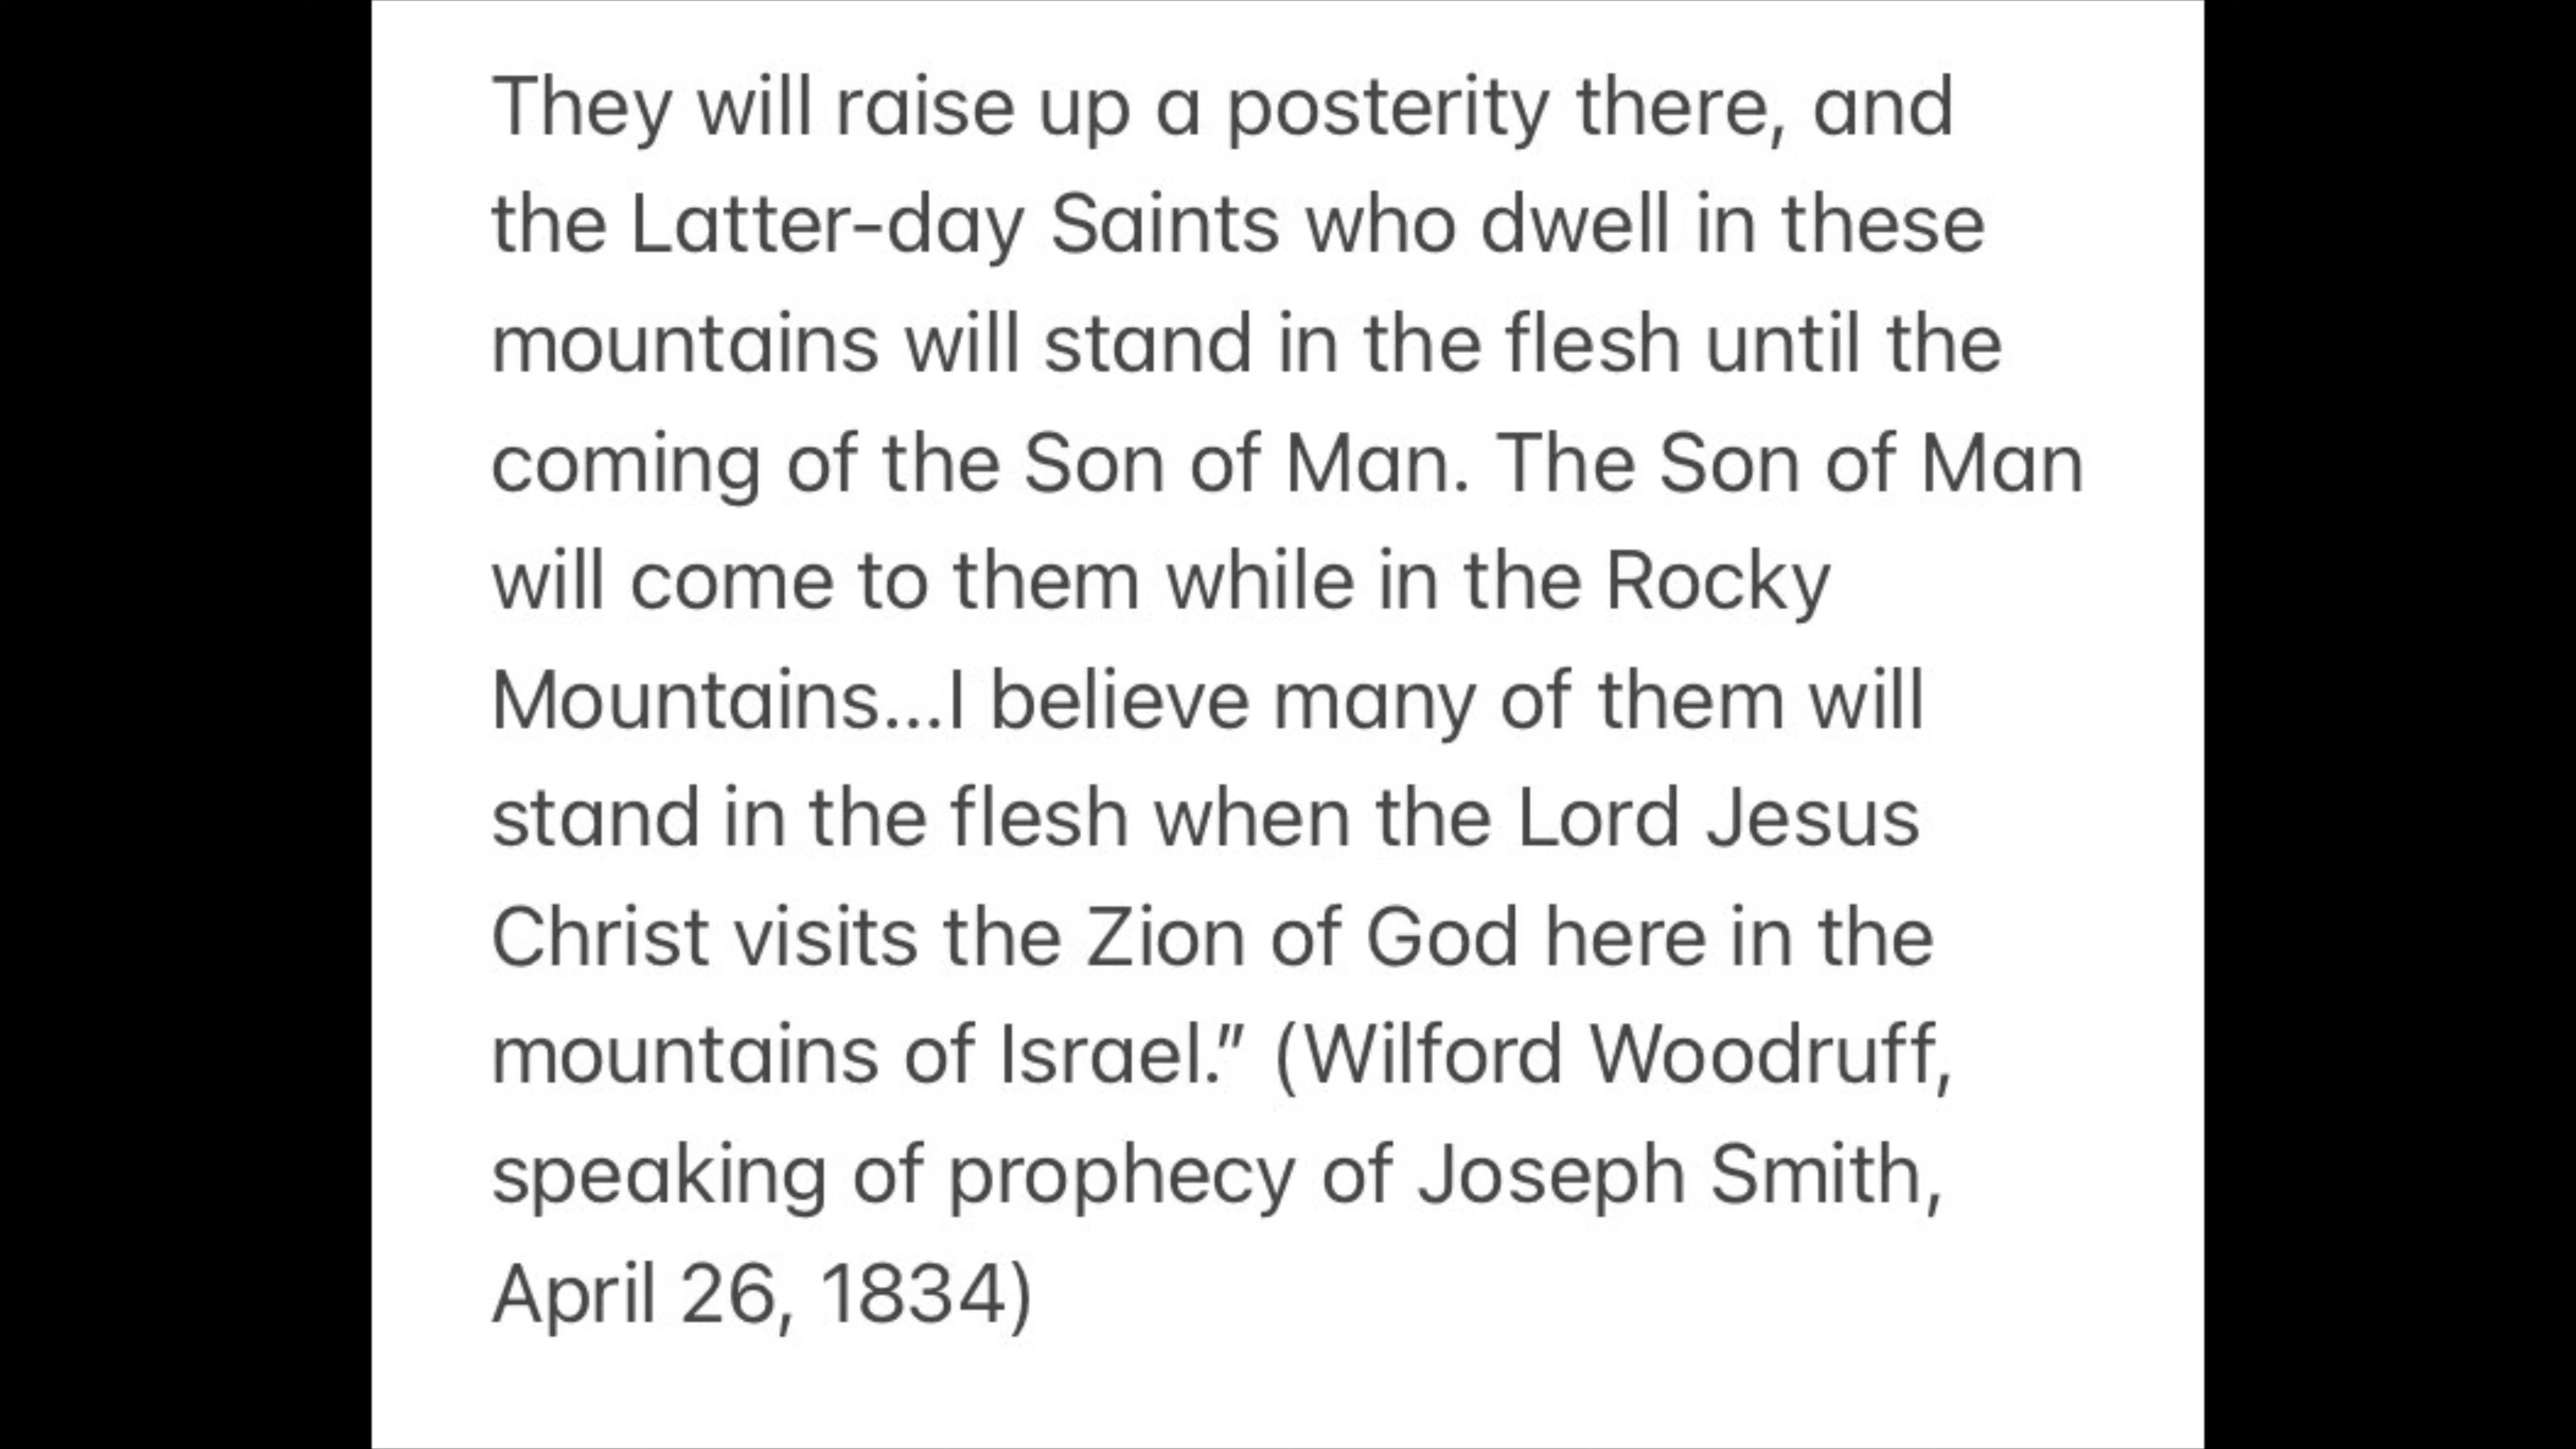 They will raise up a posterity there, and
the Latter-day Saints who dwell in these
mountains will stand in the flesh until the
coming of the Son of Man. The Son of Man
will come to them while in the Rocky
Mountains...I believe many of them will
stand in the flesh when the Lord Jesus
Christ visits the Zion of God here in the
mountains of Israel.” (Wilford Woodruff,
speaking of prophecy of Joseph Smith,
April 26, 1834)